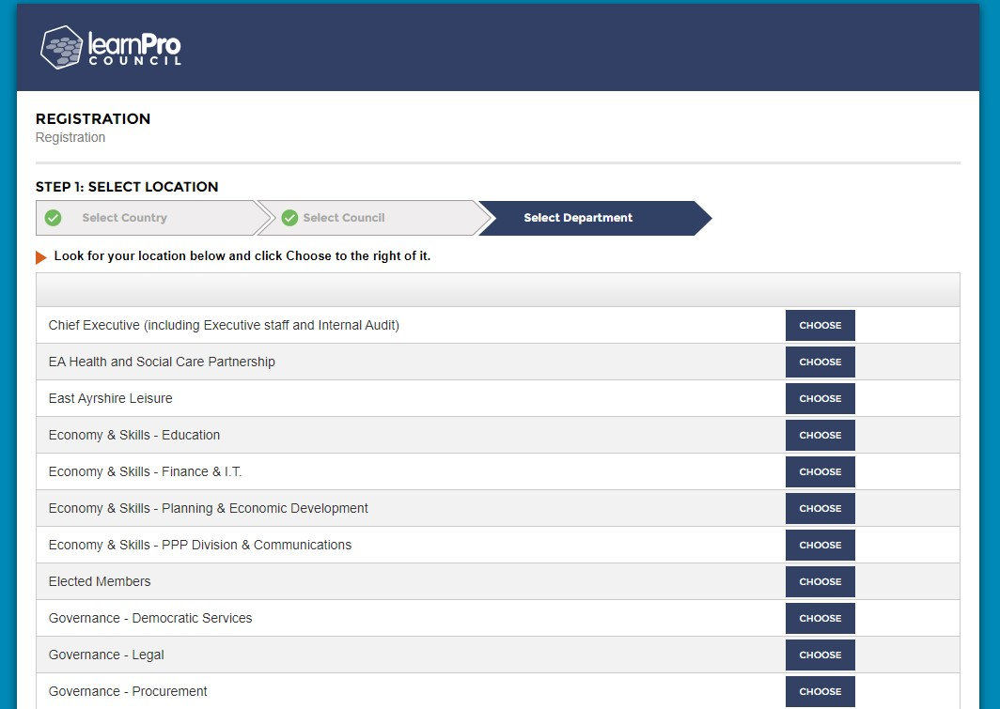 learnPro
COUNCIL
REGISTRATION
Registration
STEP 1: SELECT LOCATION
Select Country Select Council Select Department
Look for your location below and click Choose to the right of it.
Chief Executive (including Executive staff and Internal Audit) CHOOSE
EA Health and Social Care Partnership CHOOSE
East Ayrshire Leisure CHOOSE
Economy & Skills - Education CHOOSE
Economy & Skills - Finance & I.T. CHOOSE
Economy & Skills - Planning & Economic Development CHOOSE
Economy & Skills - PPP Division & Communications CHOOSE
Elected Members CHOOSE
Governance - Democratic Services CHOOSE
Governance - Legal CHOOSE
Governance - Procurement CHOOSE